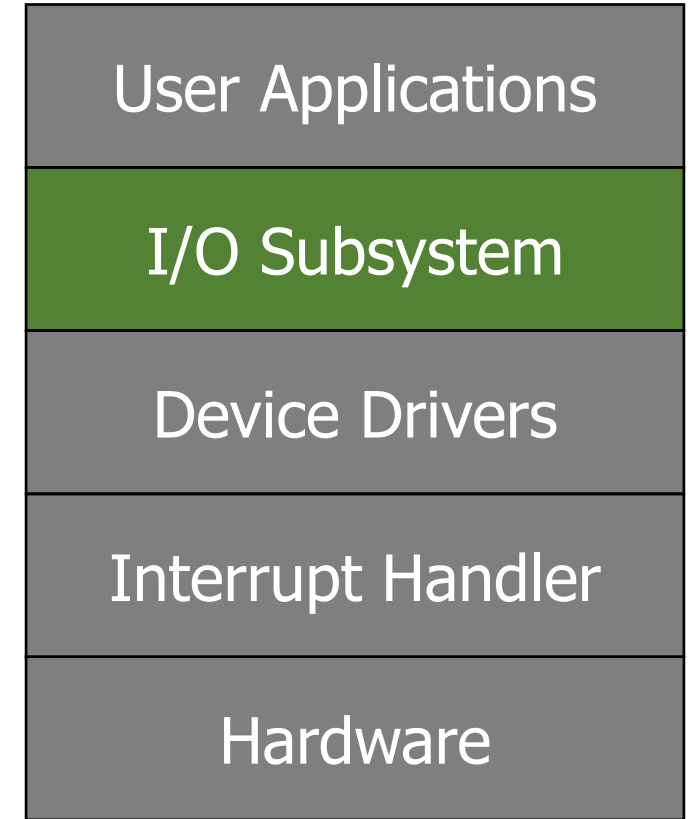 User Applications
I/O Subsystem
Device Drivers
Interrupt Handler
Hardware